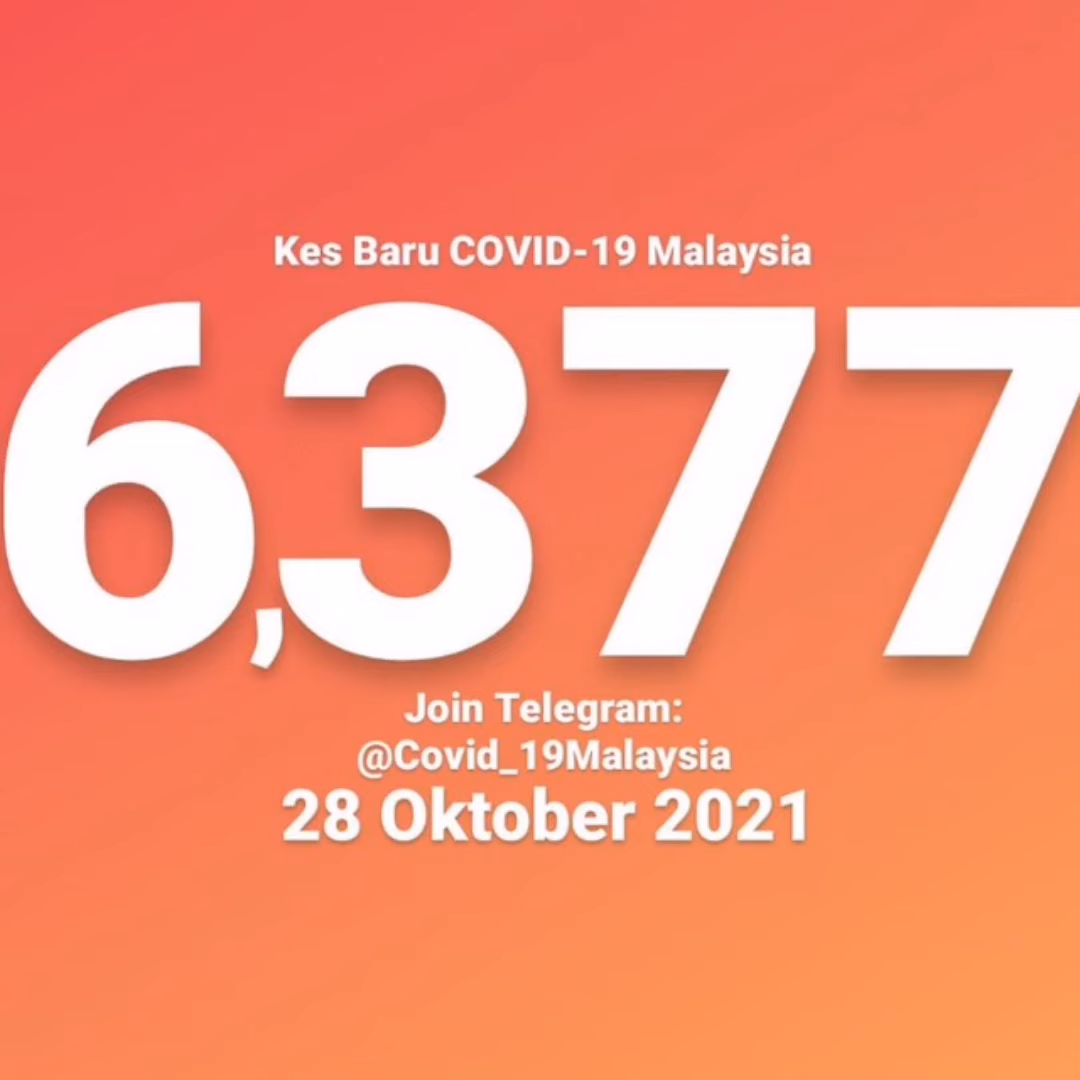 Kes Baru COVID-19 Malaysia
6,377
Join Telegram:
@Covid_19Malaysia
28 Oktober 2021